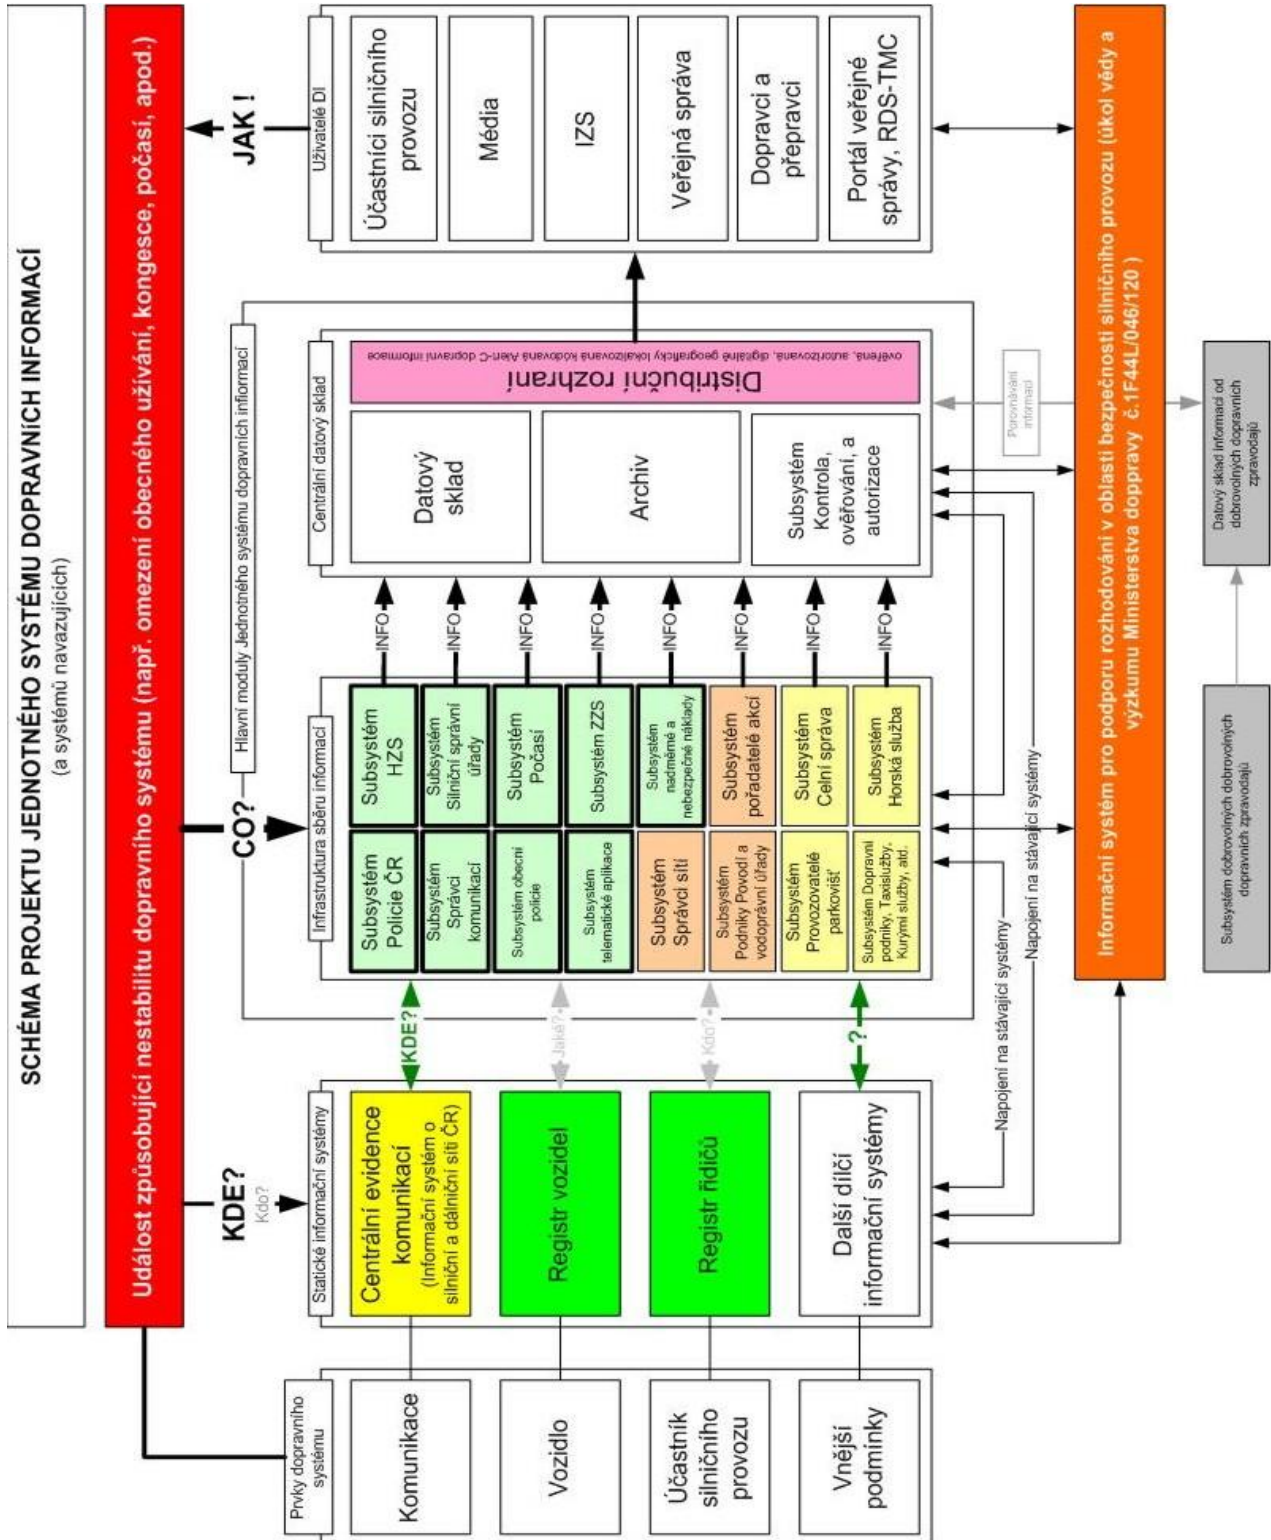 SCHÉMA PROJEKTU JEDNOTNÉHO SYSTÉMU DOPRAVNÍCH INFORMACÍ
(a systémů navazujících)
Událost způsobující nestabilitu dopravního systému (např. omezení obecného užívání, kongesce, počasí, apod.)
KDE?
Kdo?
CO?
JAK !
Prvky dopravního
systému
Komunikace
Vozidlo
Účastník
silničního
provozu
Vnější
podmínky
Statické informační systémy
Centrální evidence
komunikací
(Informační systém o
silniční a dálniční síti ČR)
Registr vozidel
Registr řidičů
Další dílčí
informační systémy
KDE?
Jaké?
Kdo?
?
Hlavní moduly Jednotného systému dopravních infiormací
Infrastruktura sběru informací
Subsystém
Policie ČR
Subsystém
HZS
Subsystém
Správci
komunikací
Subsystém
Silniční správní
úřady
Subsystém obecní
policie
Subsystém
Počasí
Subsystém
telematické aplikace
Subsystém ZZS
Subsystém
Správci sítí
Subsystém
nadměrné a
nebezpečné náklady
Subsystém
Podniky Povodí a
vodoprávní úřady
Subsystém
pořadatelé akcí
Subsystém
Provozovatelé
parkovišť
Subsystém
Celní správa
Subsystém Dopravní
podniky, Taxislužby,
Kurýrní služby, atd.
Subsystém
Horská služba
INFO
INFO
INFO
INFO
INFO
INFO
INFO
INFO
Centrální datový sklad
Datový
sklad
Archiv
Subsystém
Kontrola,
ověřování, a
autorizace
Distribuční rozhraní
ověřená, autorizovaná, digitálně geograficky lokalizovaná kódovaná Alert-C dopravní informace
Uživatelé DI
Účastníci silničního
provozu
Média
IZS
Veřejná správa
Dopravci a
přepravci
Portál veřejné
správy, RDS-TMC
Napojení na stávající systémy
Napojení na stávající systémy
Porovnávání
informací
Informační systém pro podporu rozhodování v oblasti bezpečnosti silničního provozu (úkol vědy a
výzkumu Ministerstva doppravy č.1F44L/046/120 )
Subsystém dobrovolných dobrovolných
dopravních zpravodajů
Datový sklad informací od
dobrovolných dopravních
zpravodajů